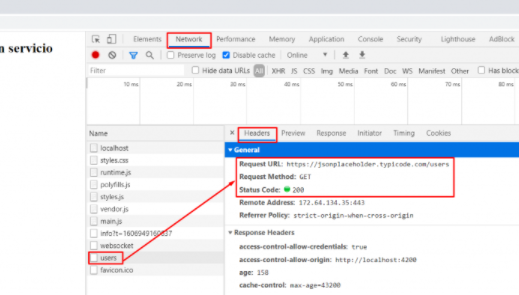 n servicio
Elements Network Performance Memory Application Console Security Lighthouse AdBlock
Preserve log Disable cache Online
Filter Hide data URLs All XHR JS CSS Img Media Font Doc WS Manifest Other Has block
10 ms 20 ms 30 ms 40 ms 50 ms 60 ms 70 ms 80 ms
Name × Headers Preview Response Initiator Timing Cookies
localhost
styles.css
runtime.js
polyfills.js
styles.js
vendor.js
main.js
info?t=1606949160837
websocket
users
favicon.ico
General
Request URL: https://jsonplaceholder.typicode.com/users
Request Method: GET
Status Code: 200
Remote Address: 172.64.134.35:443
Referrer Policy: strict-origin-when-cross-origin
Response Headers
access-control-allow-credentials: true
access-control-allow-origin: http://localhost:4200
age: 158
cache-control: max-age=43200